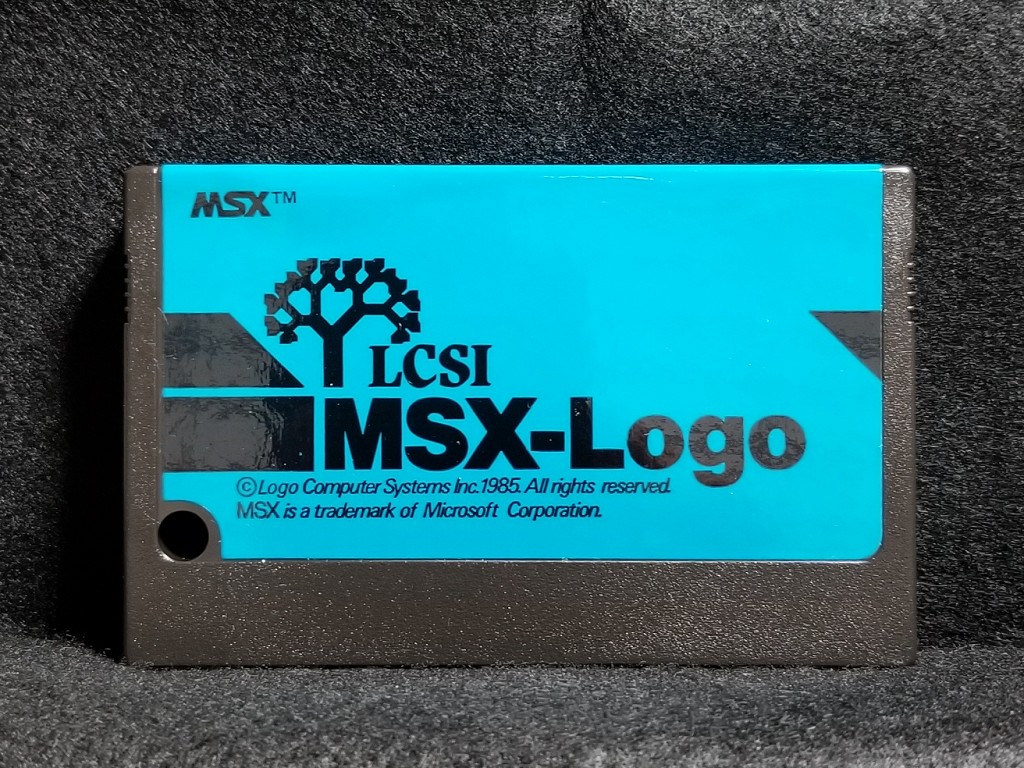 MSX™
LCSI
MSX-Logo
©Logo Computer Systems Inc.1985. All rights reserved.
MSX is a trademark of Microsoft Corporation.